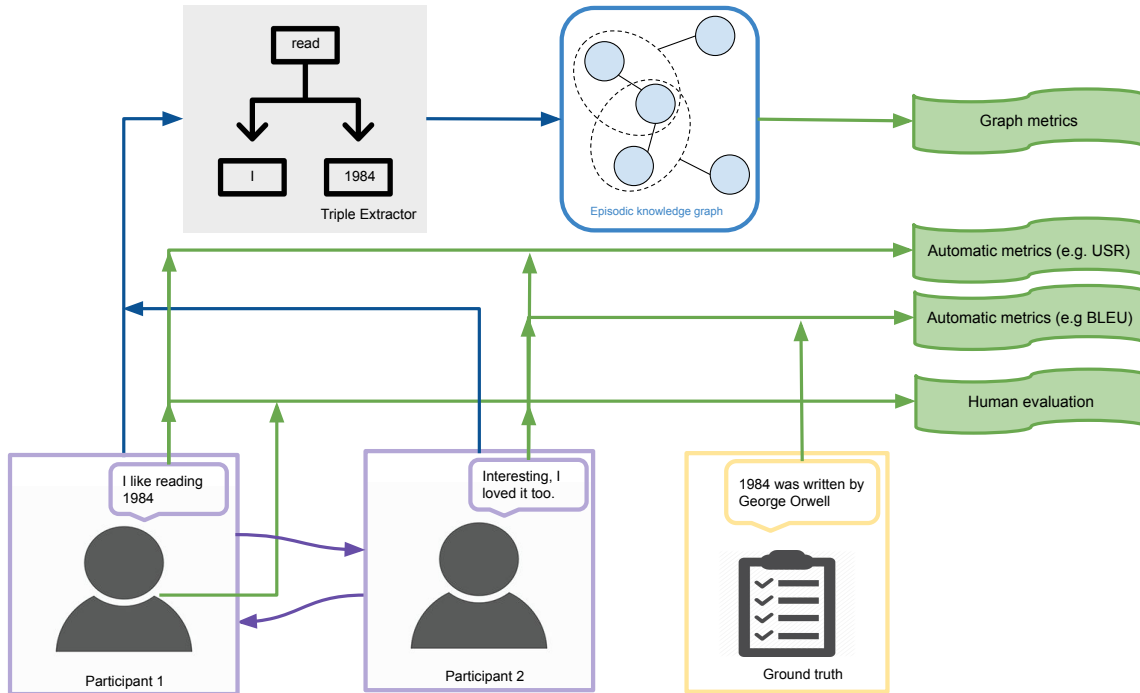 read
I
1984
Triple Extractor
Episodic knowledge graph
Graph metrics
Automatic metrics (e.g. USR)
Automatic metrics (e.g BLEU)
Human evaluation
I like reading
1984
Interesting, I
loved it too.
1984 was written by
George Orwell
Participant 1
Participant 2
Ground truth